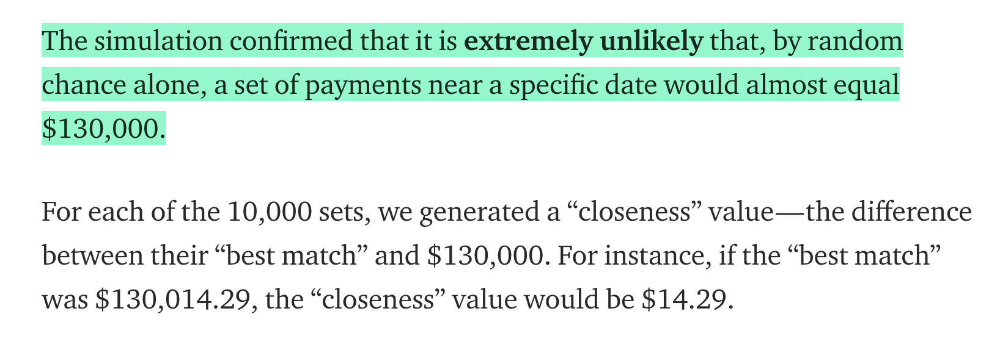 The simulation confirmed that it is extremely unlikely that, by random
chance alone, a set of payments near a specific date would almost equal
$130,000.
For each of the 10,000 sets, we generated a “closeness” value—the difference
between their “best match” and $130,000. For instance, if the “best match”
was $130,014.29, the “closeness” value would be $14.29.